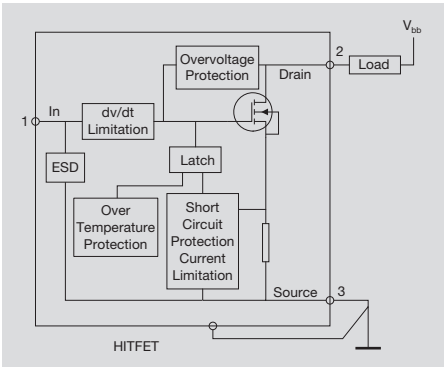 V_bb
Overvoltage
Protection
2
Load
Drain
In
dv/dt
Limitation
1
ESD
Latch
Over
Temperature
Protection
Short
Circuit
Protection
Current
Limitation
Source
3
HITFET